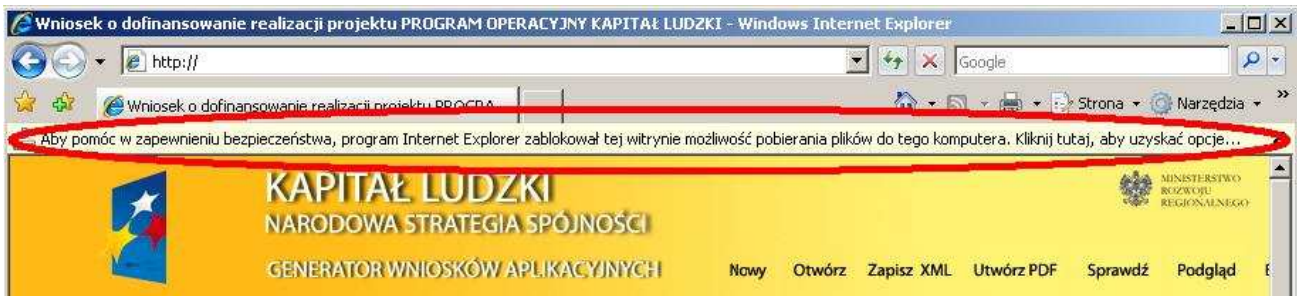 Wniosek o dofinansowanie realizacji projektu PROGRAM OPERACYJNY KAPITAŁ LUDZKI - Windows Internet Explorer
http://
Google
Wniosek o dofinansowanie realizacji projektu
Strona
Narzędzia
»
Aby pomóc w zapewnieniu bezpieczeństwa, program Internet Explorer zablokował tej witrynie możliwość pobierania plików do tego komputera. Kliknij tutaj, aby uzyskać opcje...
KAPITAŁ LUDZKI
NARODOWA STRATEGIA SPÓJNOŚCI
MINISTERSTWO
ROZWOJU
REGIONALNEGO
GENERATOR WNIOSKÓW APLIKACYJNYCH
Nowy Otwórz Zapisz XML Utwórz PDF Sprawdź Podgląd